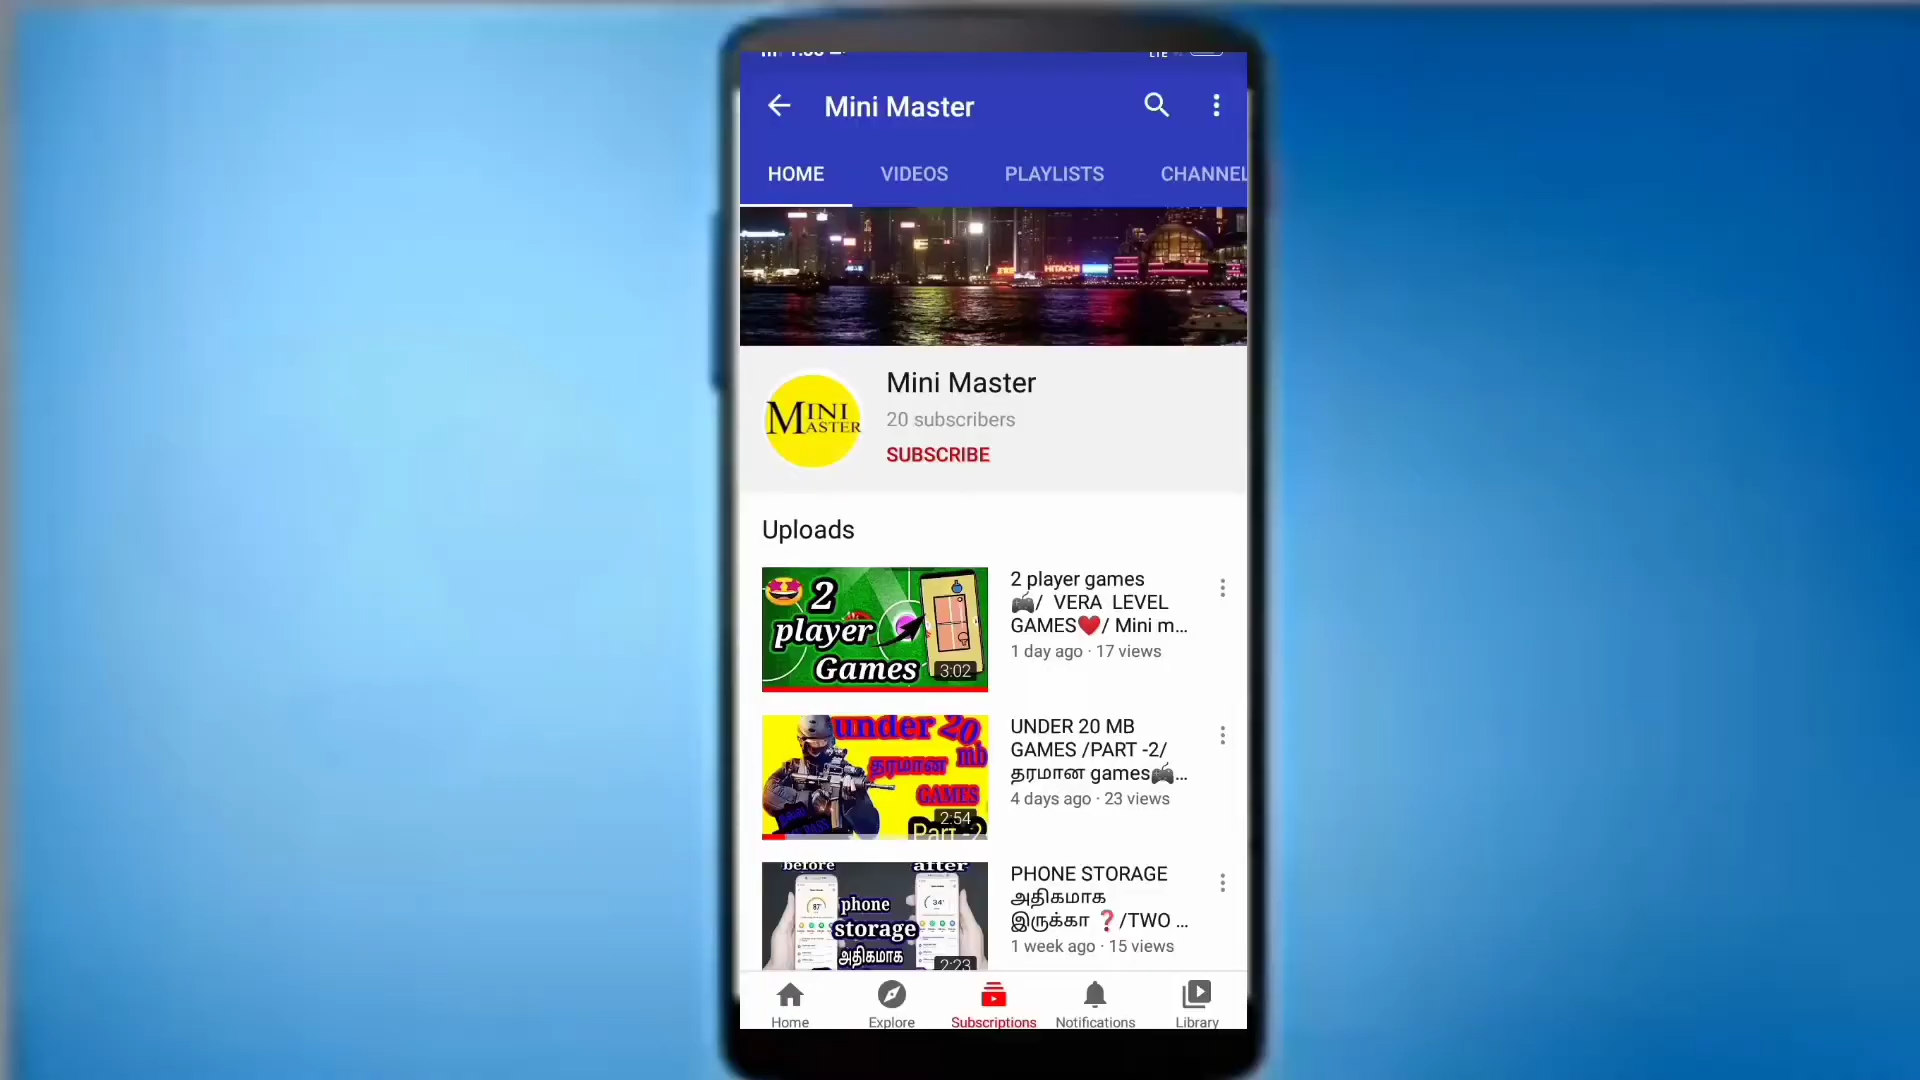 Mini Master
HOME VIDEOS PLAYLISTS CHANNEL
HITACHI
MINI
MASTER
Mini Master
20 subscribers
SUBSCRIBE
Uploads
2
player
Games
3:02
2 player games
🎮/ VERA LEVEL
GAMES❤️/ Mini m...
1 day ago · 17 views
under 20
mb
தரமான
GAMES
2:54
Part -2
UNDER 20 MB
GAMES /PART -2/
தரமான games🎮...
4 days ago · 23 views
before after
phone
storage
அதிகமாக
2:23
PHONE STORAGE
அதிகமாக
இருக்கா ❓/TWO ...
1 week ago · 15 views
Home Explore Subscriptions Notifications Library